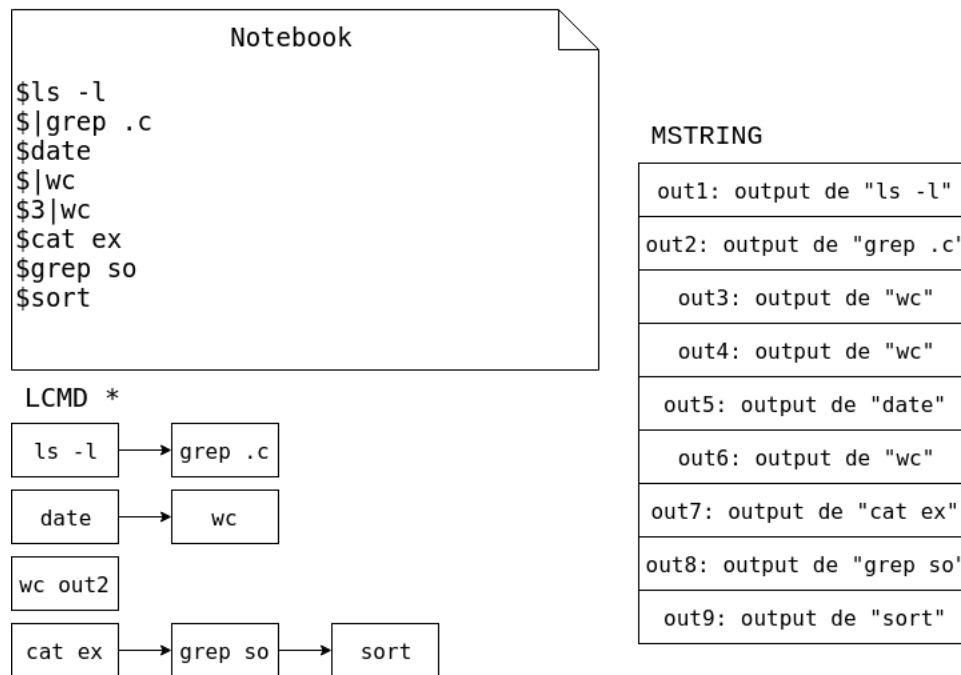 Notebook
$ls -l
$|grep .c
$date
$|wc
$3|wc
$cat ex
$grep so
$sort
LCMD *
ls -l
grep .c
date
wc
wc out2
cat ex
grep so
sort
MSTRING
out1: output de "ls -l"
out2: output de "grep .c"
out3: output de "wc"
out4: output de "wc"
out5: output de "date"
out6: output de "wc"
out7: output de "cat ex"
out8: output de "grep so"
out9: output de "sort"